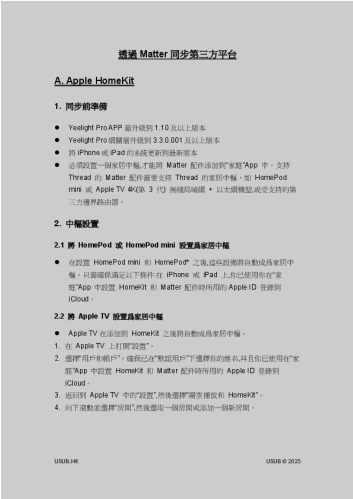 透過 Matter 同步第三方平台
A. Apple HomeKit
1. 同步前準備
● Yeelight Pro APP 需升級到 1.10 及以上版本
● Yeelight Pro 網關需升級到 3.3.0.001 及以上版本
● 將 iPhone 或 iPad 的系統更新到最新版本
● 必須設置一個家居中樞,才能將 Matter 配件添加到“家庭”App 中。支持
Thread 的 Matter 配件需要支持 Thread 的家居中樞、如 HomePod
mini 或 Apple TV 4K(第 3 代) 無綫局域網 + 以太網機型,或受支持的第
三方邊界路由器。
2. 中樞設置
2.1 將 HomePod 或 HomePod mini 設置爲家居中樞
● 在設置 HomePod mini 和 HomePod* 之後,這些設備將自動成爲家居中
樞。只需確保滿足以下條件:在 iPhone 或 iPad 上,你已使用你在“家
庭”App 中設置 HomeKit 和 Matter 配件時所用的 Apple ID 登錄到
iCloud。
2.2 將 Apple TV 設置爲家居中樞
● Apple TV 在添加到 HomeKit 之後將自動成爲家居中樞。
1. 在 Apple TV 上打開“設置”。
2. 選擇“用戶和帳戶”。確保已在“默認用戶”下選擇你的姓名,幷且你已使用在“家
庭”App 中設置 HomeKit 和 Matter 配件時所用的 Apple ID 登錄到
iCloud。
3. 返回到 Apple TV 中的“設置”,然後選擇“隔空播放和 HomeKit”。
4. 向下滾動並選擇“房間”,然後選取一個房間或添加一個新房間。
USUB.HK USUB © 2025